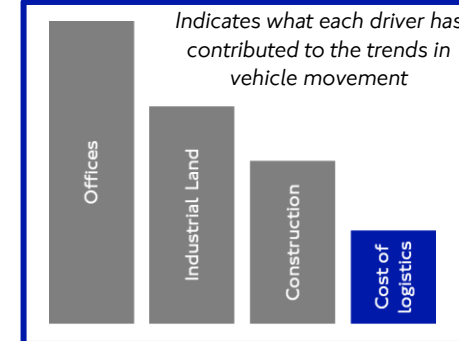 Indicates what each driver has
contributed to the trends in
vehicle movement
Offices
Industrial Land
Construction
Cost of
logistics